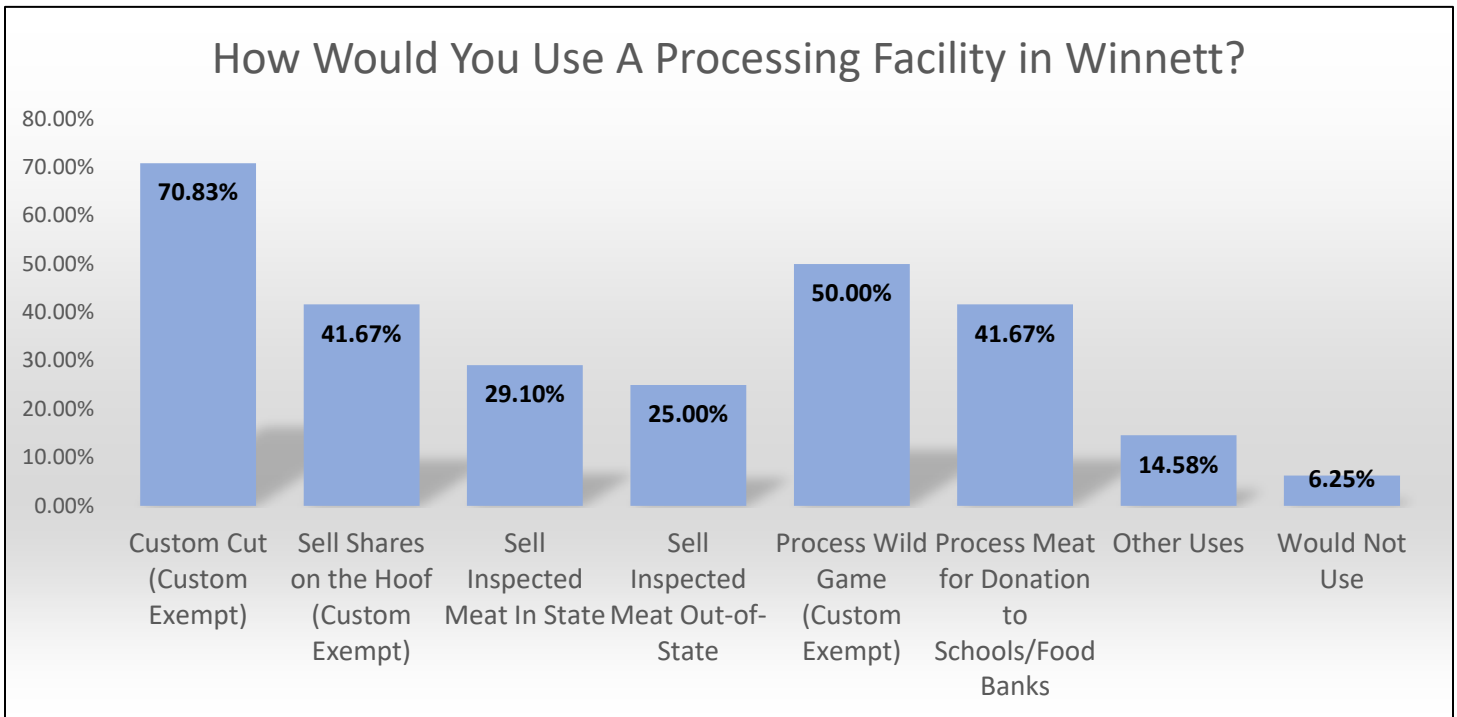 How Would You Use A Processing Facility in Winnett?
80.00%
70.00%
60.00%
50.00%
40.00%
30.00%
20.00%
10.00%
0.00%
70.83%
41.67%
29.10%
25.00%
50.00%
41.67%
14.58%
6.25%
Custom Cut
(Custom
Exempt)
Sell Shares
on the Hoof
(Custom
Exempt)
Sell
Inspected
Meat In State
Sell
Inspected
Meat Out-of-
State
Process Wild
Game
(Custom
Exempt)
Process Meat
for Donation
to
Schools/Food
Banks
Other Uses
Would Not
Use